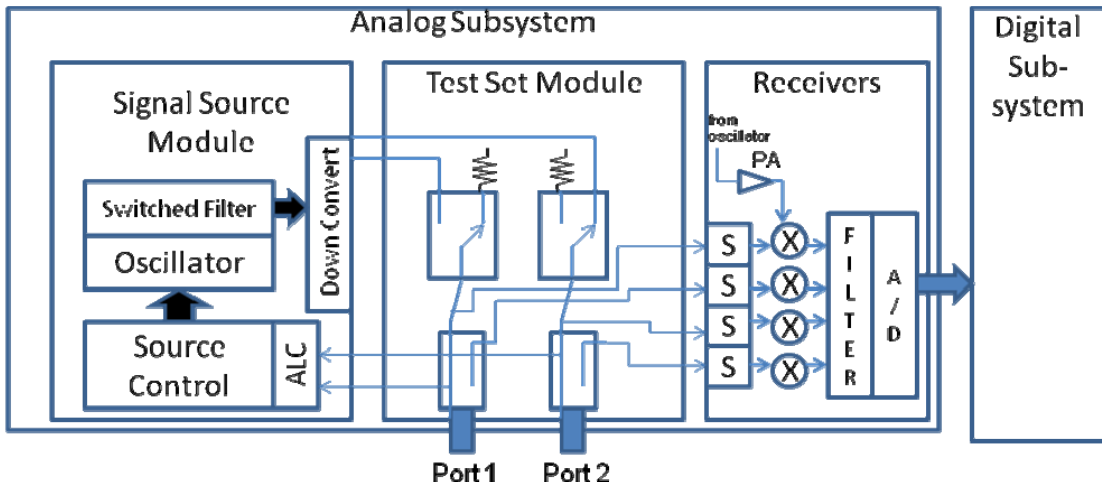 Analog Subsystem
Digital
Sub-
system
Signal Source
Module
Test Set Module
Receivers
from
oscilletor
PA
Switched Filter
Oscillator
Down Convert
Source
Control
ALC
S
S
S
S
X
X
X
X
F
I
L
T
E
R
A
/
D
Port 1
Port 2